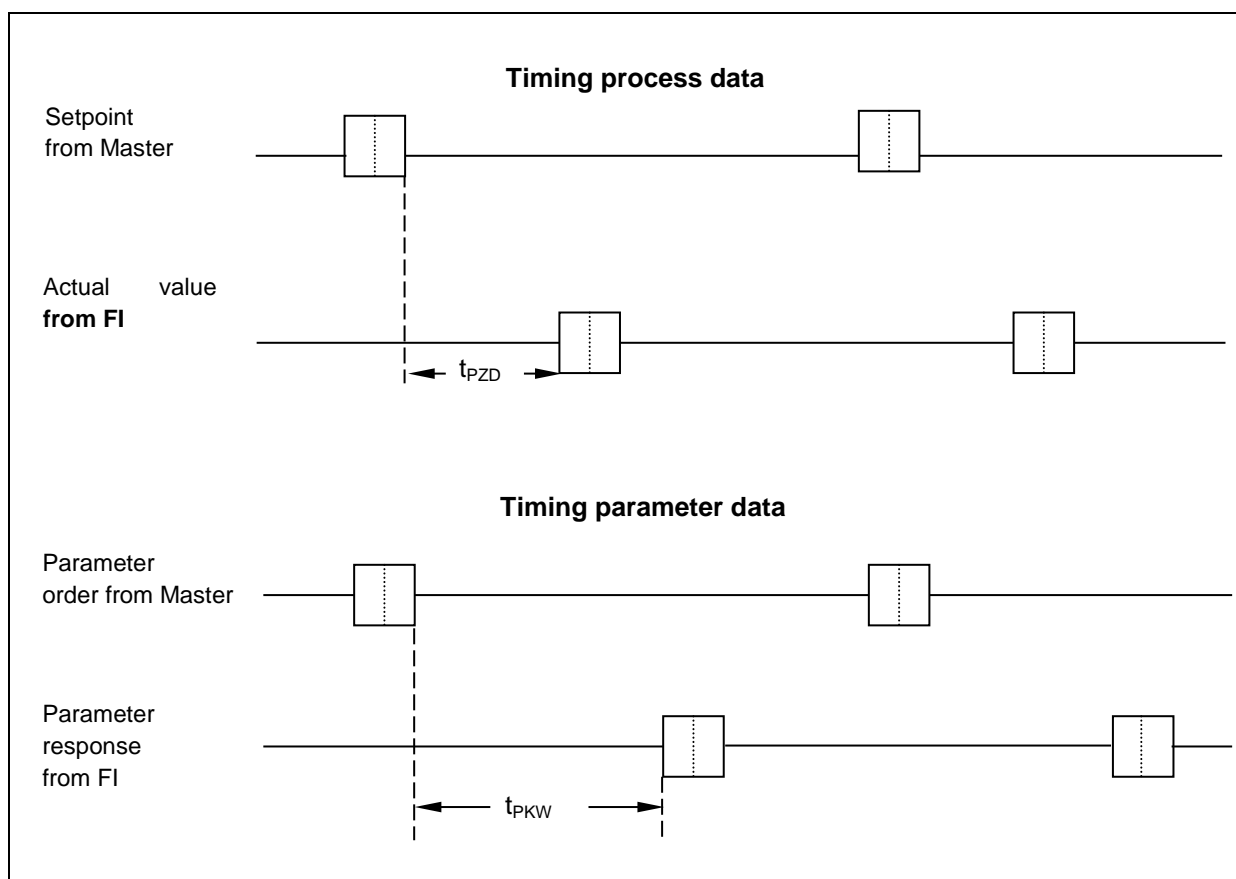 Timing process data
Setpoint
from Master
Actual value
from FI
tPZD
Timing parameter data
Parameter
order from Master
Parameter
response
from FI
tPKW